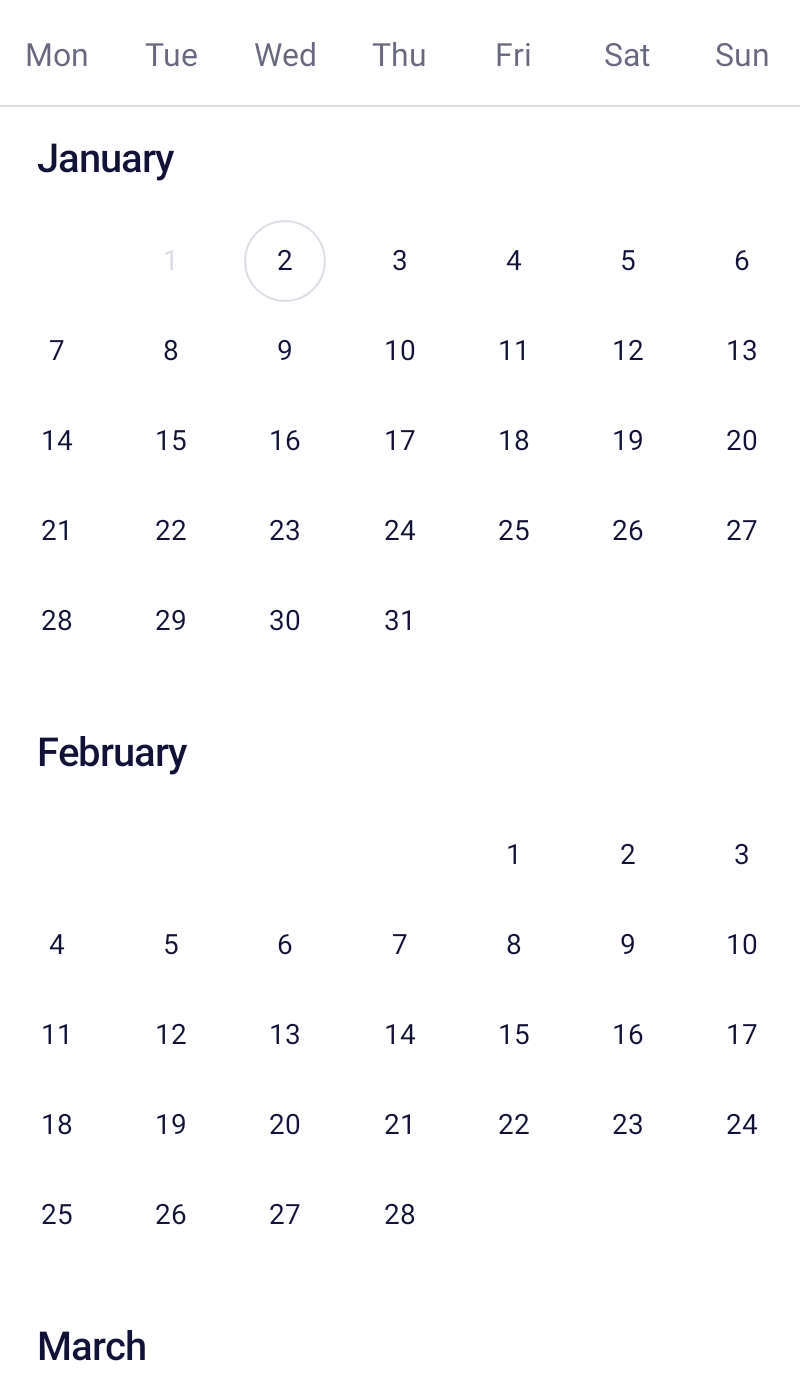 Mon Tue Wed Thu Fri Sat Sun
January
1 2 3 4 5 6
7 8 9 10 11 12 13
14 15 16 17 18 19 20
21 22 23 24 25 26 27
28 29 30 31
February
1 2 3
4 5 6 7 8 9 10
11 12 13 14 15 16 17
18 19 20 21 22 23 24
25 26 27 28
March